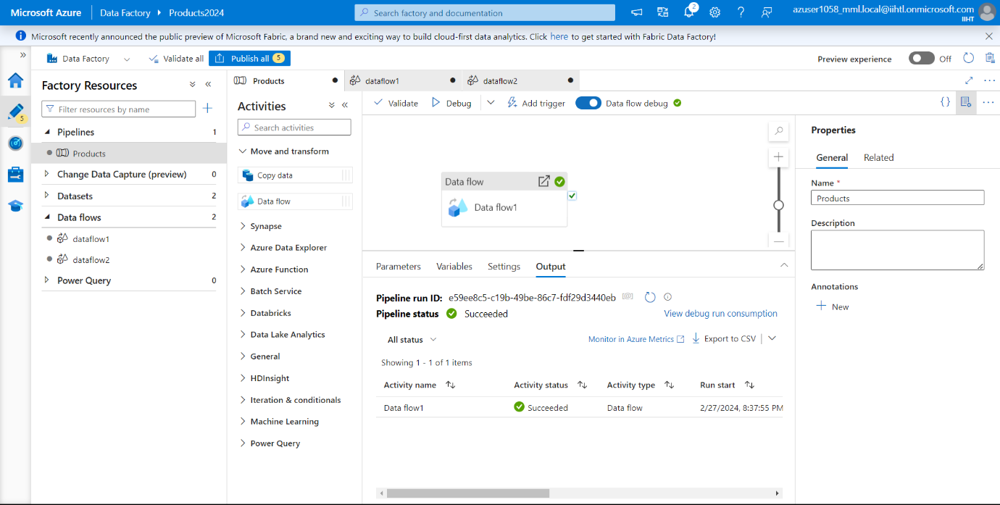 Microsoft Azure
Data Factory
Products2024
Search factory and documentation
2
azuser1058_mml.local@iihtl.onmicrosoft.com
IIHT
Microsoft recently announced the public preview of Microsoft Fabric, a brand new and exciting way to build cloud-first data analytics. Click here to get started with Fabric Data Factory!
Data Factory
Validate all
Publish all 5
Preview experience
Off
5
Factory Resources
Filter resources by name
Pipelines 1
Products
Change Data Capture (preview) 0
Datasets 2
Data flows 2
dataflow1
dataflow2
Power Query 0
Products
dataflow1
dataflow2
Activities
Search activities
Move and transform
Copy data
Data flow
Synapse
Azure Data Explorer
Azure Function
Batch Service
Databricks
Data Lake Analytics
General
HDInsight
Iteration & conditionals
Machine Learning
Power Query
Validate
Debug
Add trigger
Data flow debug
{}
Data flow
Data flow1
Parameters Variables Settings Output
Pipeline run ID: e59ee8c5-c19b-49be-86c7-fdf29d3440eb
Pipeline status Succeeded
View debug run consumption
All status
Monitor in Azure Metrics
Export to CSV
Showing 1 - 1 of 1 items
Activity name Activity status Activity type Run start
Data flow1 Succeeded Data flow 2/27/2024, 8:37:55 PM
Properties
General Related
Name *
Products
Description
Annotations
New